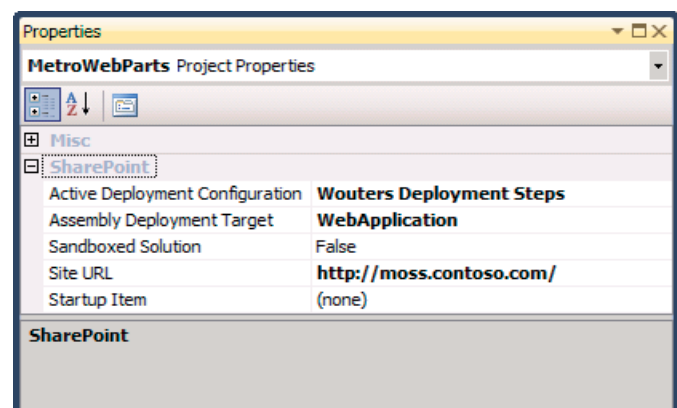 Properties
MetroWebParts Project Properties
A Z
Misc
SharePoint
Active Deployment Configuration Wouters Deployment Steps
Assembly Deployment Target WebApplication
Sandboxed Solution False
Site URL http://moss.contoso.com/
Startup Item (none)
SharePoint